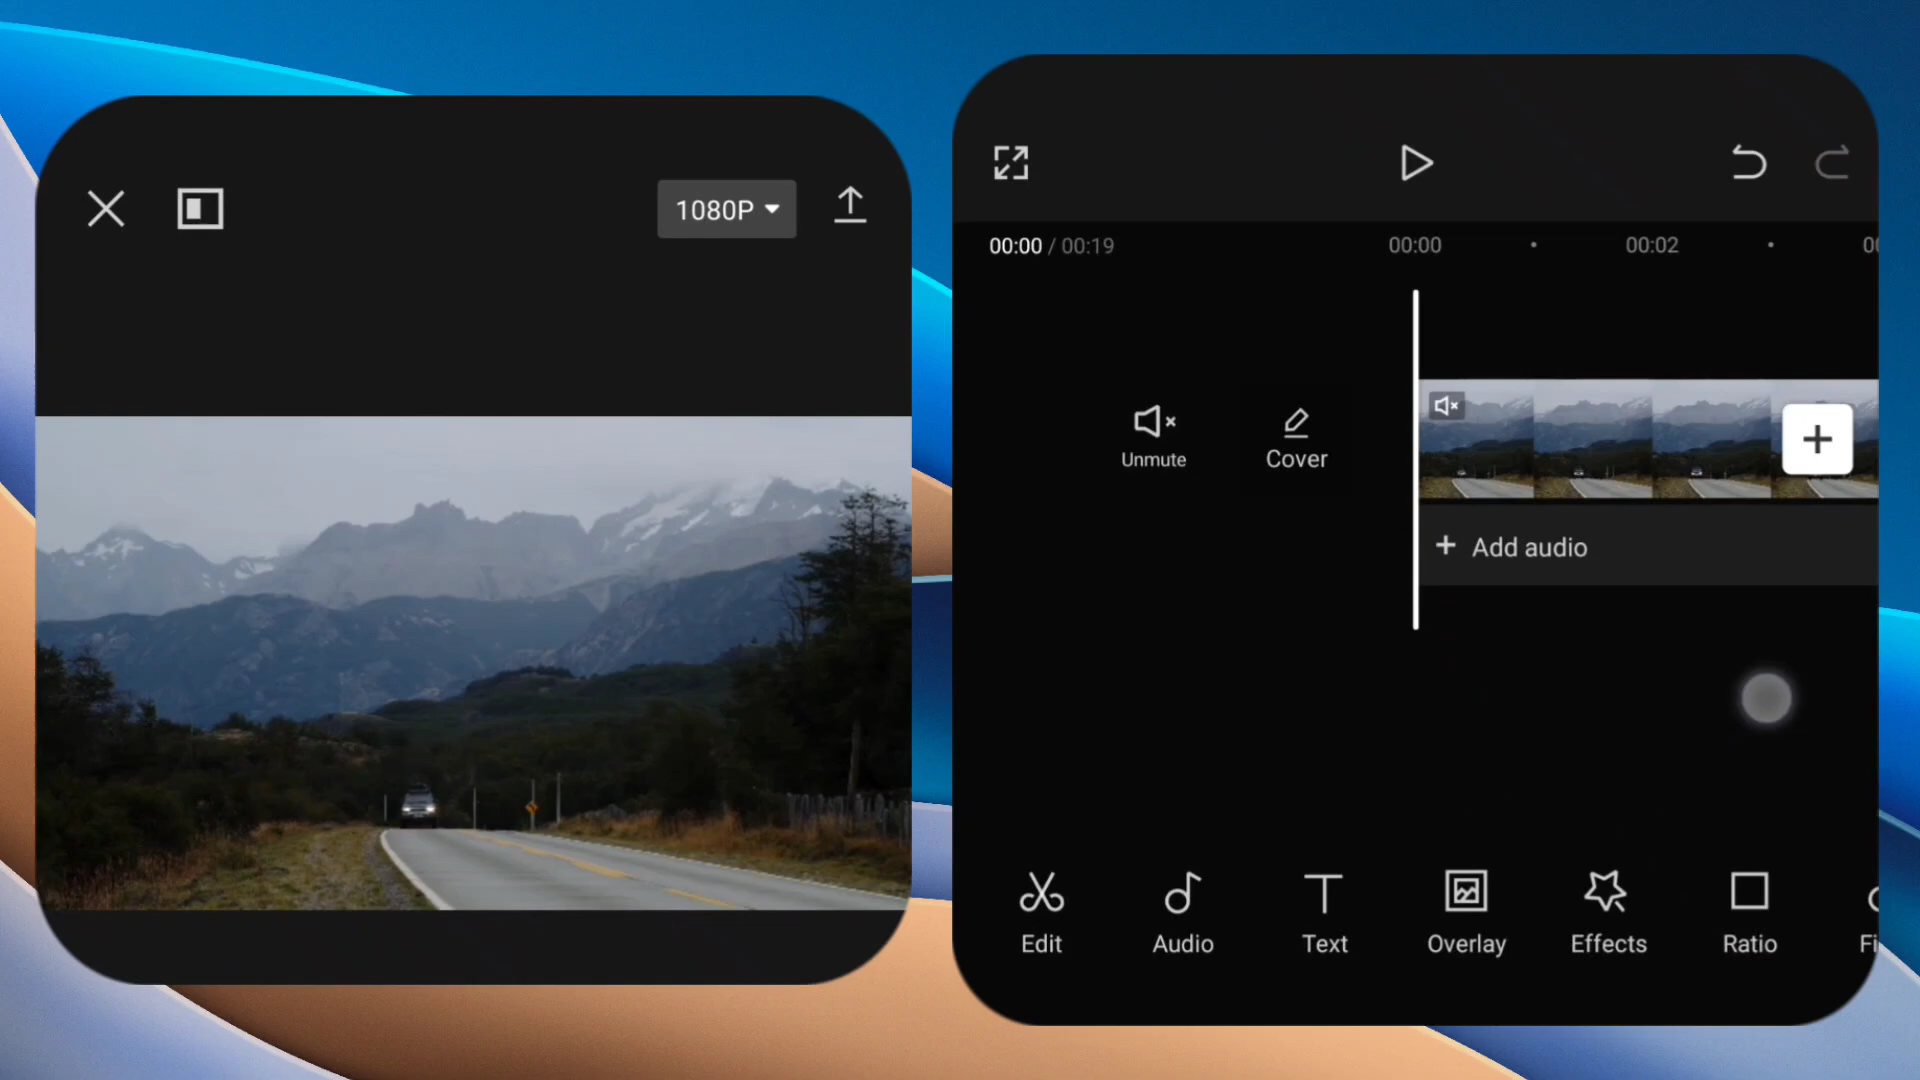 1080P
00:00 / 00:19
00:00
00:02
Unmute
Cover
Add audio
Edit
Audio
Text
Overlay
Effects
Ratio